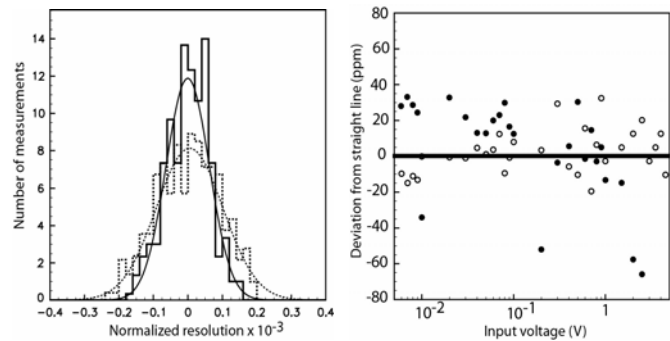 14
12
10
8
6
4
2
0
Number of measurements
−0.4 −0.3 −0.2 −0.1 0 0.1 0.2 0.3 0.4
Normalized resolution x 10-3
80
60
40
20
0
-20
-40
-60
-80
Deviation from straight line (ppm)
10-2 10-1 1
Input voltage (V)